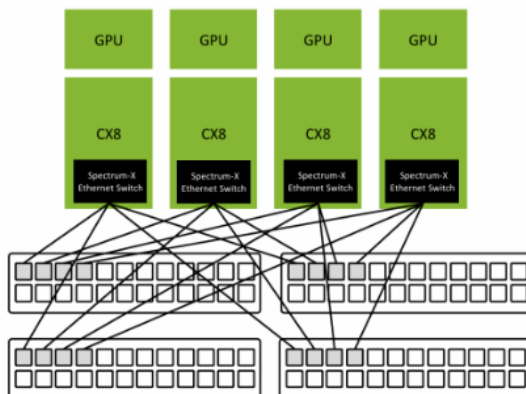 GPU GPU GPU GPU
CX8 CX8 CX8 CX8
Spectrum-X Spectrum-X Spectrum-X Spectrum-X
Ethernet Switch Ethernet Switch Ethernet Switch Ethernet Switch